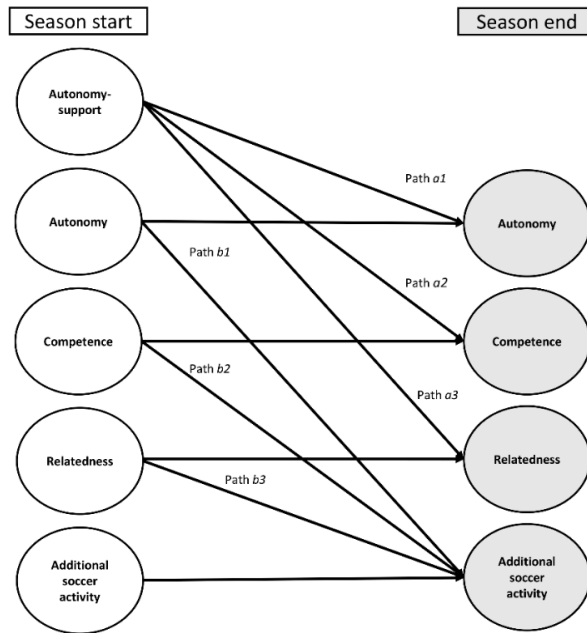 Season start
Season end
Autonomy-
support
Path a1
Autonomy
Autonomy
Path b1
Path a2
Competence
Competence
Path b2
Path a3
Relatedness
Relatedness
Path b3
Additional
soccer
activity
Additional
soccer
activity